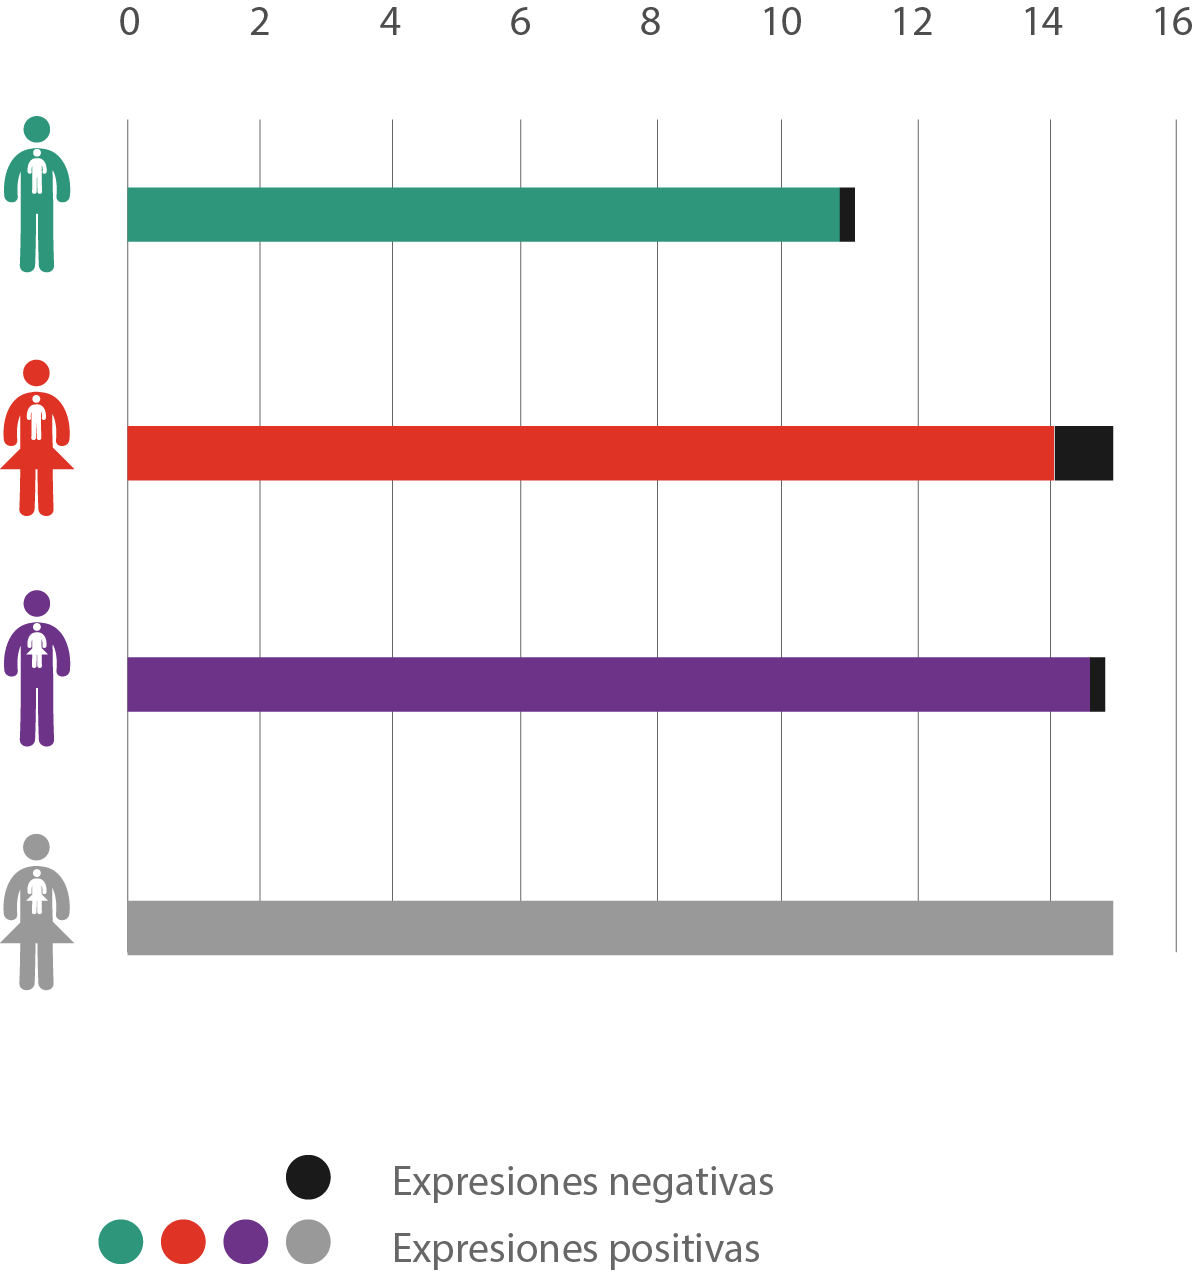 0 2 4 6 8 10 12 14 16
Expresiones negativas
Expresiones positivas